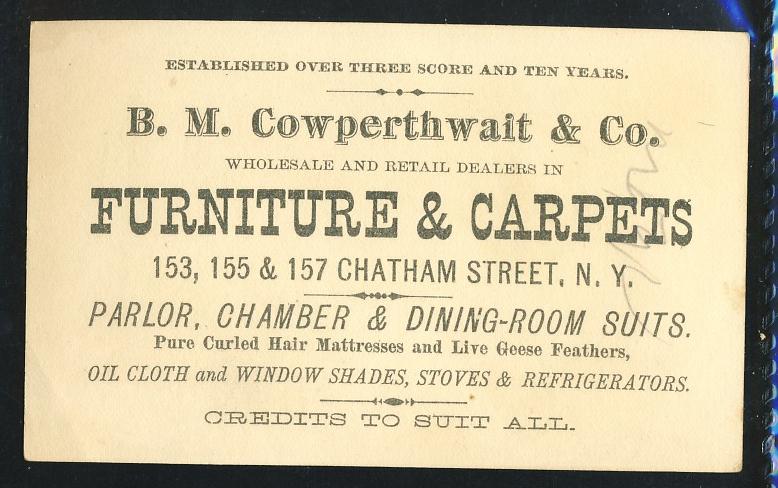 ESTABLISHED OVER THREE SCORE AND TEN YEARS.
B. M. Cowperthwait & Co.
WHOLESALE AND RETAIL DEALERS IN
FURNITURE & CARPETS
153, 155 & 157 CHATHAM STREET, N. Y.
PARLOR, CHAMBER & DINING-ROOM SUITS.
Pure Curled Hair Mattresses and Live Geese Feathers,
OIL CLOTH and WINDOW SHADES, STOVES & REFRIGERATORS.
CREDITS TO SUIT ALL.